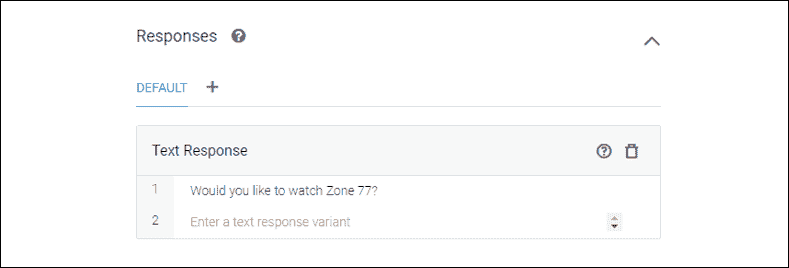 Responses
DEFAULT +
Text Response
1 Would you like to watch Zone 77?
2 Enter a text response variant